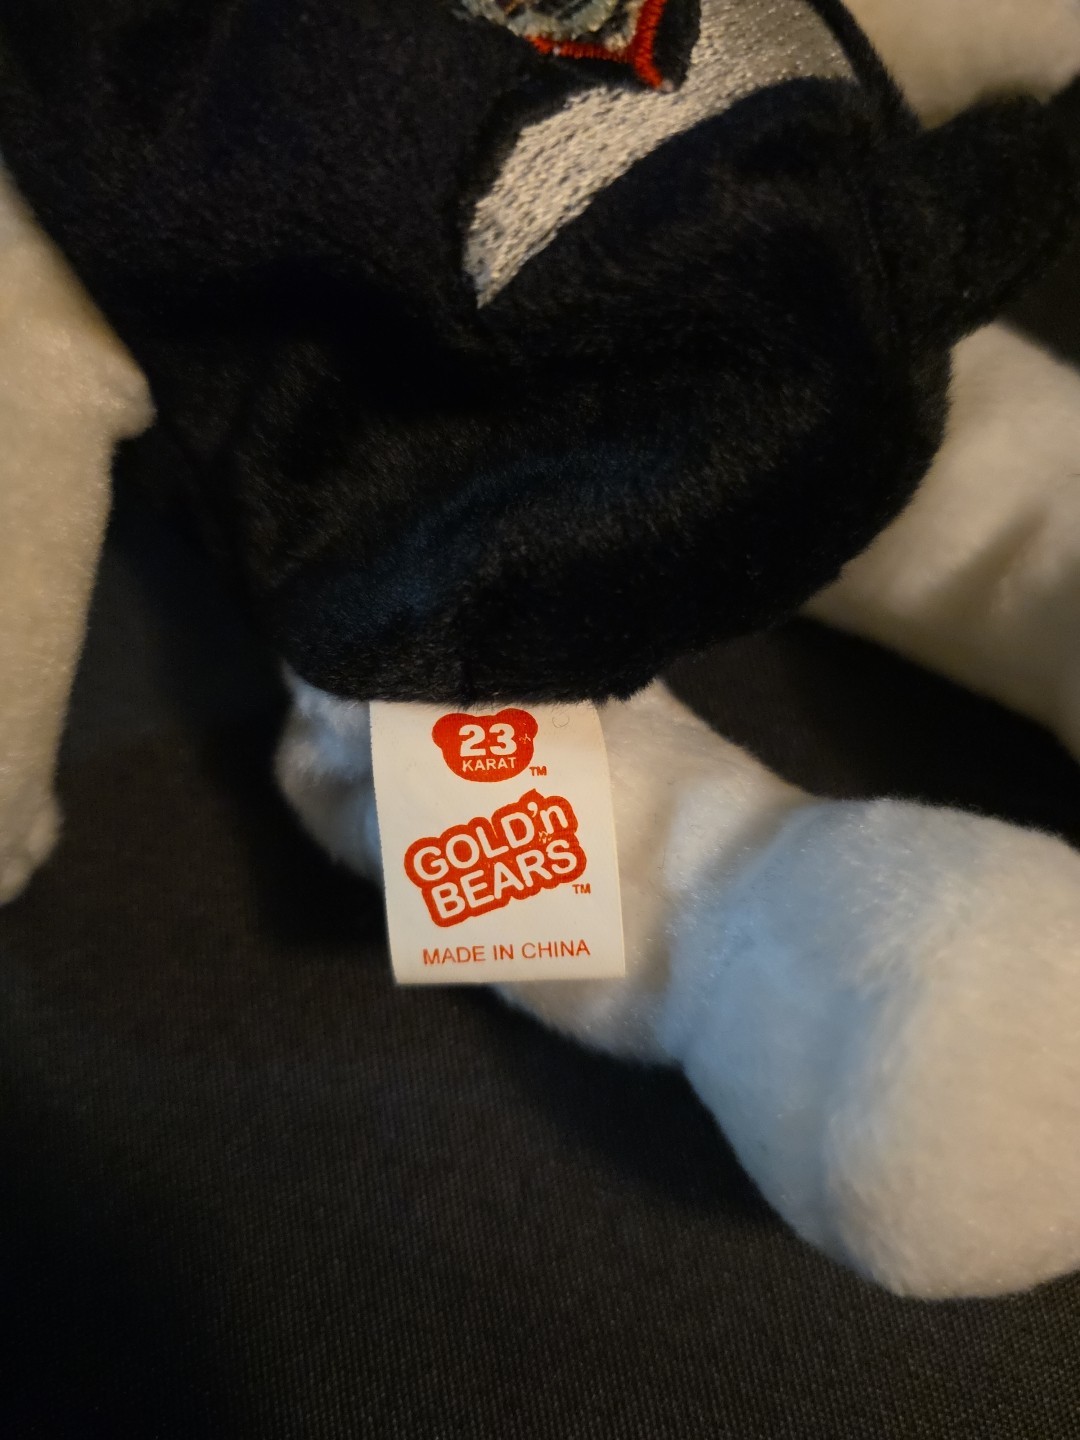 23
KARAT
TM
GOLD'n
BEARS
TM
MADE IN CHINA